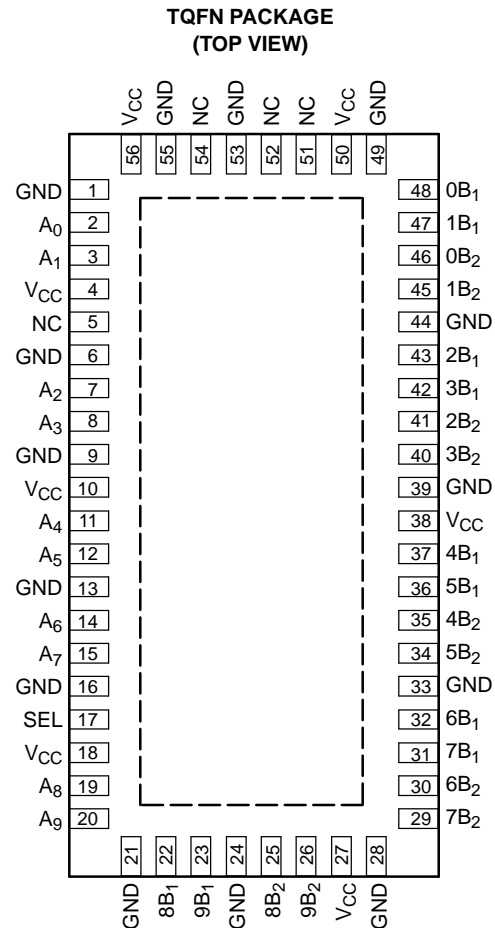 TQFN PACKAGE
(TOP VIEW)
VCC GND NC GND NC NC VCC GND
56 55 54 53 52 51 50 49
GND 1 48 0B1
A0 2 47 1B1
A1 3 46 0B2
VCC 4 45 1B2
NC 5 44 GND
GND 6 43 2B1
A2 7 42 3B1
A3 8 41 2B2
GND 9 40 3B2
VCC 10 39 GND
A4 11 38 VCC
A5 12 37 4B1
GND 13 36 5B1
A6 14 35 4B2
A7 15 34 5B2
GND 16 33 GND
SEL 17 32 6B1
VCC 18 31 7B1
A8 19 30 6B2
A9 20 29 7B2
21 22 23 24 25 26 27 28
GND 8B1 9B1 GND 8B2 9B2 VCC GND